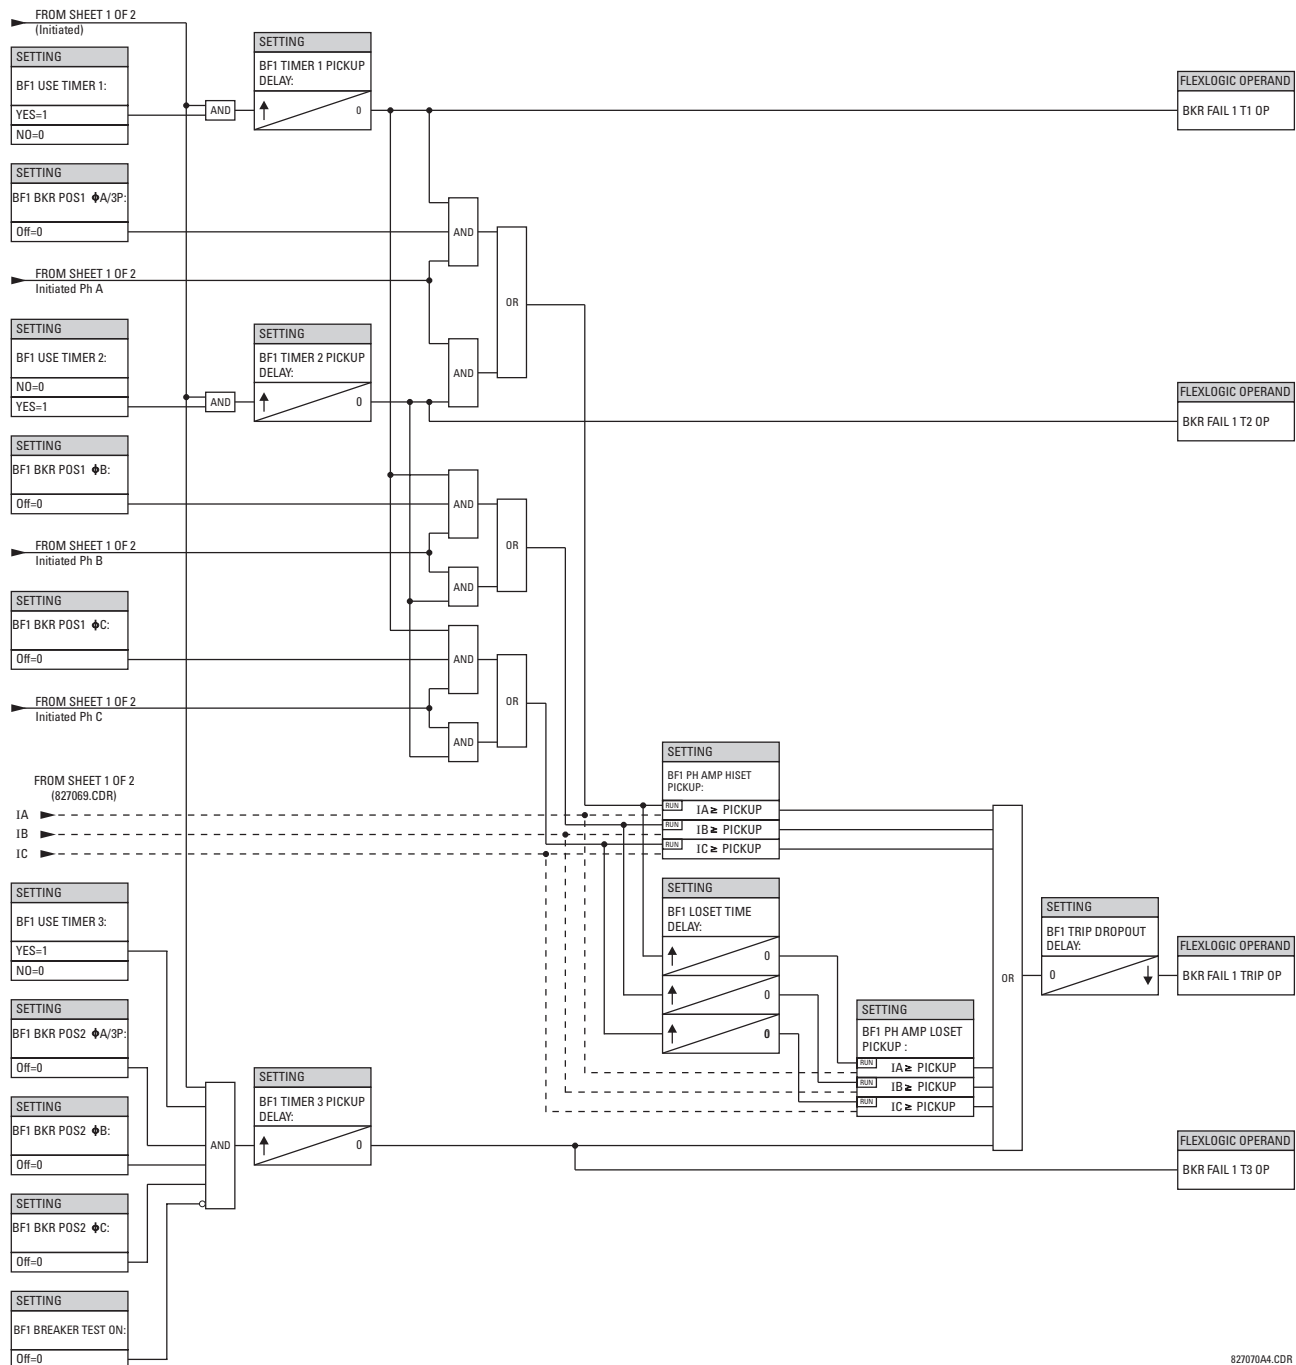 FROM SHEET 1 OF 2
(Initiated)
SETTING
BF1 USE TIMER 1:
YES=1
NO=0
AND
SETTING
BF1 TIMER 1 PICKUP
DELAY:
0
FLEXLOGIC OPERAND
BKR FAIL 1 T1 OP
SETTING
BF1 BKR POS1 ɸA/3P:
Off=0
AND
FROM SHEET 1 OF 2
Initiated Ph A
OR
SETTING
BF1 USE TIMER 2:
NO=0
YES=1
AND
SETTING
BF1 TIMER 2 PICKUP
DELAY:
0
AND
FLEXLOGIC OPERAND
BKR FAIL 1 T2 OP
SETTING
BF1 BKR POS1 ɸB:
Off=0
AND
FROM SHEET 1 OF 2
Initiated Ph B
OR
AND
SETTING
BF1 BKR POS1 ɸC:
Off=0
AND
FROM SHEET 1 OF 2
Initiated Ph C
OR
AND
FROM SHEET 1 OF 2
(827069.CDR)
IA
IB
IC
SETTING
BF1 PH AMP HISET
PICKUP:
RUN IA ≥ PICKUP
RUN IB ≥ PICKUP
RUN IC ≥ PICKUP
SETTING
BF1 USE TIMER 3:
YES=1
NO=0
SETTING
BF1 LOSET TIME
DELAY:
0
0
0
SETTING
BF1 PH AMP LOSET
PICKUP :
RUN IA ≥ PICKUP
RUN IB ≥ PICKUP
RUN IC ≥ PICKUP
OR
SETTING
BF1 TRIP DROPOUT
DELAY:
0
FLEXLOGIC OPERAND
BKR FAIL 1 TRIP OP
SETTING
BF1 BKR POS2 ɸA/3P:
Off=0
SETTING
BF1 BKR POS2 ɸB:
Off=0
AND
SETTING
BF1 TIMER 3 PICKUP
DELAY:
0
FLEXLOGIC OPERAND
BKR FAIL 1 T3 OP
SETTING
BF1 BKR POS2 ɸC:
Off=0
SETTING
BF1 BREAKER TEST ON:
Off=0
827070A4.CDR